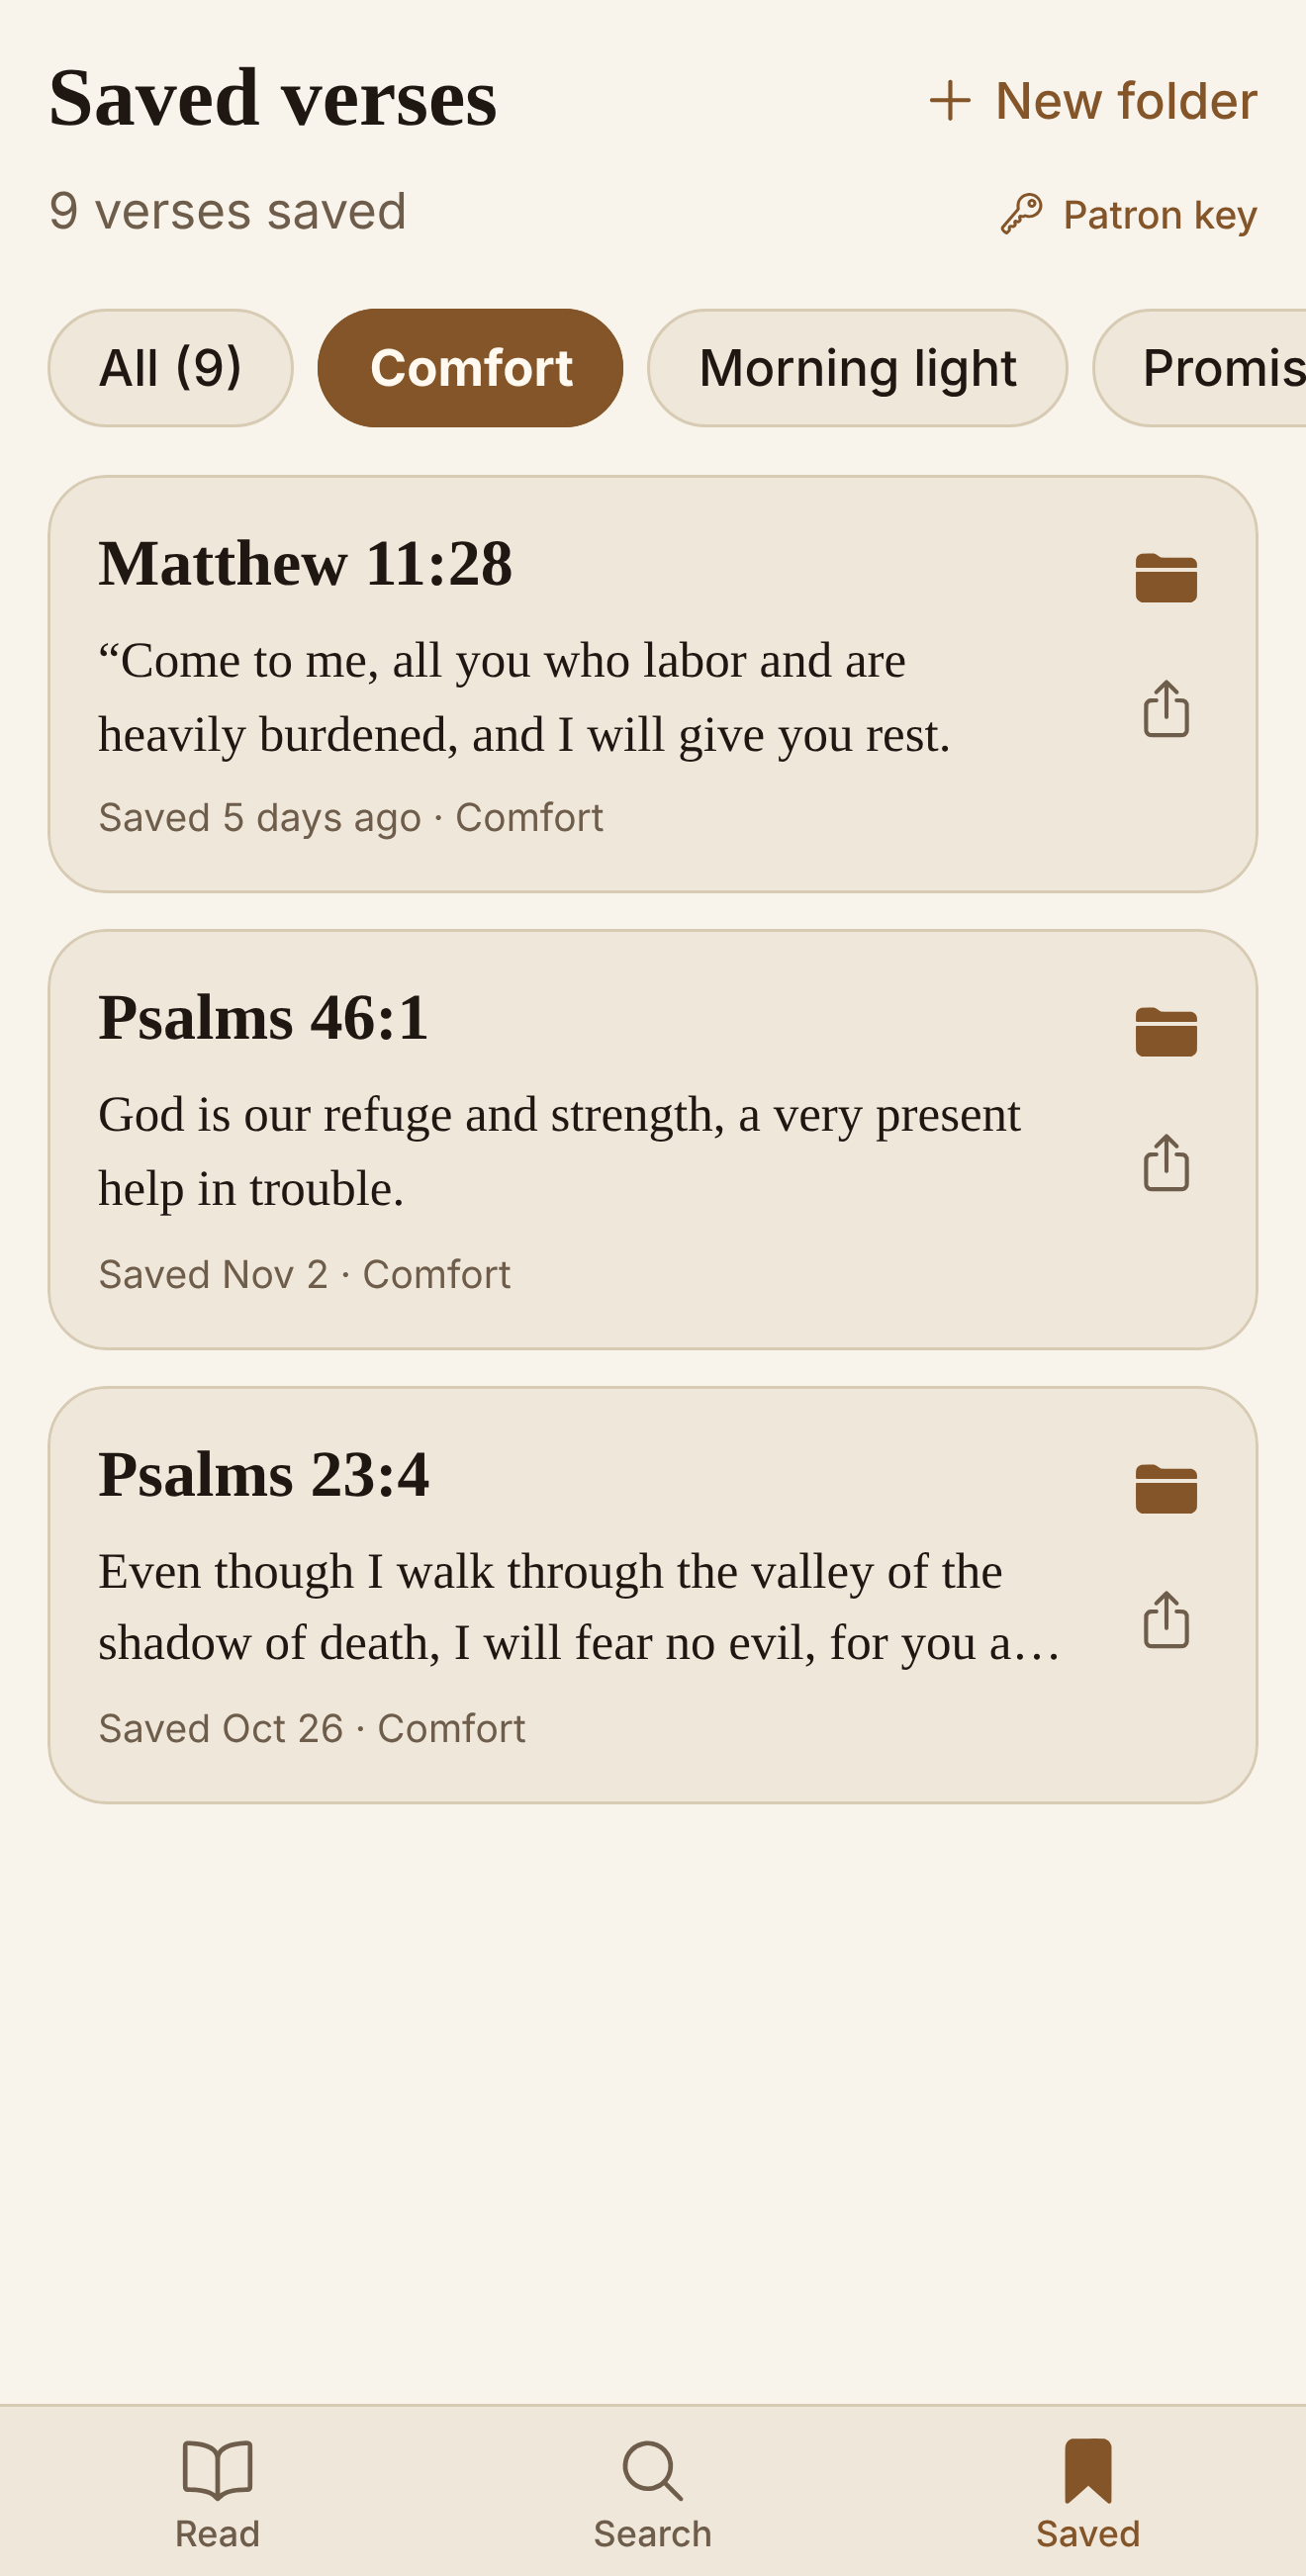 Saved verses
New folder
9 verses saved
Patron key
All (9)
Comfort
Morning light
Promis
Matthew 11:28
“Come to me, all you who labor and are
heavily burdened, and I will give you rest.
Saved 5 days ago · Comfort
Psalms 46:1
God is our refuge and strength, a very present
help in trouble.
Saved Nov 2 · Comfort
Psalms 23:4
Even though I walk through the valley of the
shadow of death, I will fear no evil, for you a…
Saved Oct 26 · Comfort
Read
Search
Saved